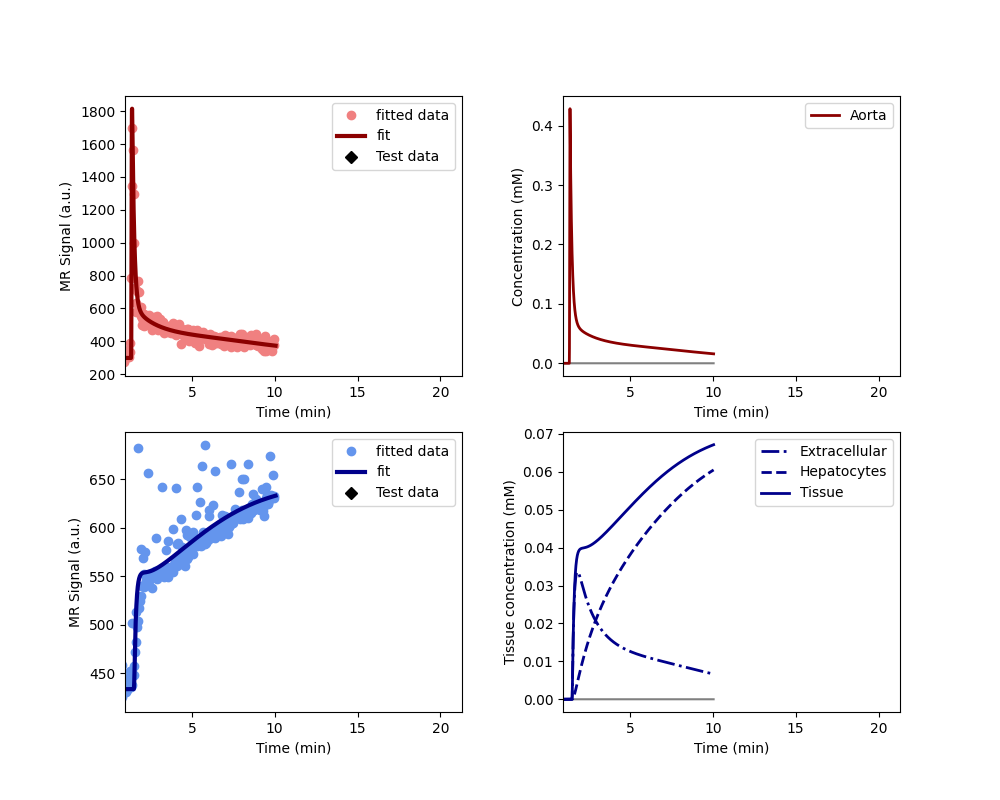 1800
1600
1400
1200
1000
800
600
400
200
5
10
15
20
MR Signal (a.u.)
Time (min)
fitted data
fit
Test data
0.4
0.3
0.2
0.1
0.0
5
10
15
20
Concentration (mM)
Time (min)
Aorta
650
600
550
500
450
5
10
15
20
MR Signal (a.u.)
Time (min)
fitted data
fit
Test data
0.07
0.06
0.05
0.04
0.03
0.02
0.01
0.00
5
10
15
20
Tissue concentration (mM)
Time (min)
Extracellular
Hepatocytes
Tissue